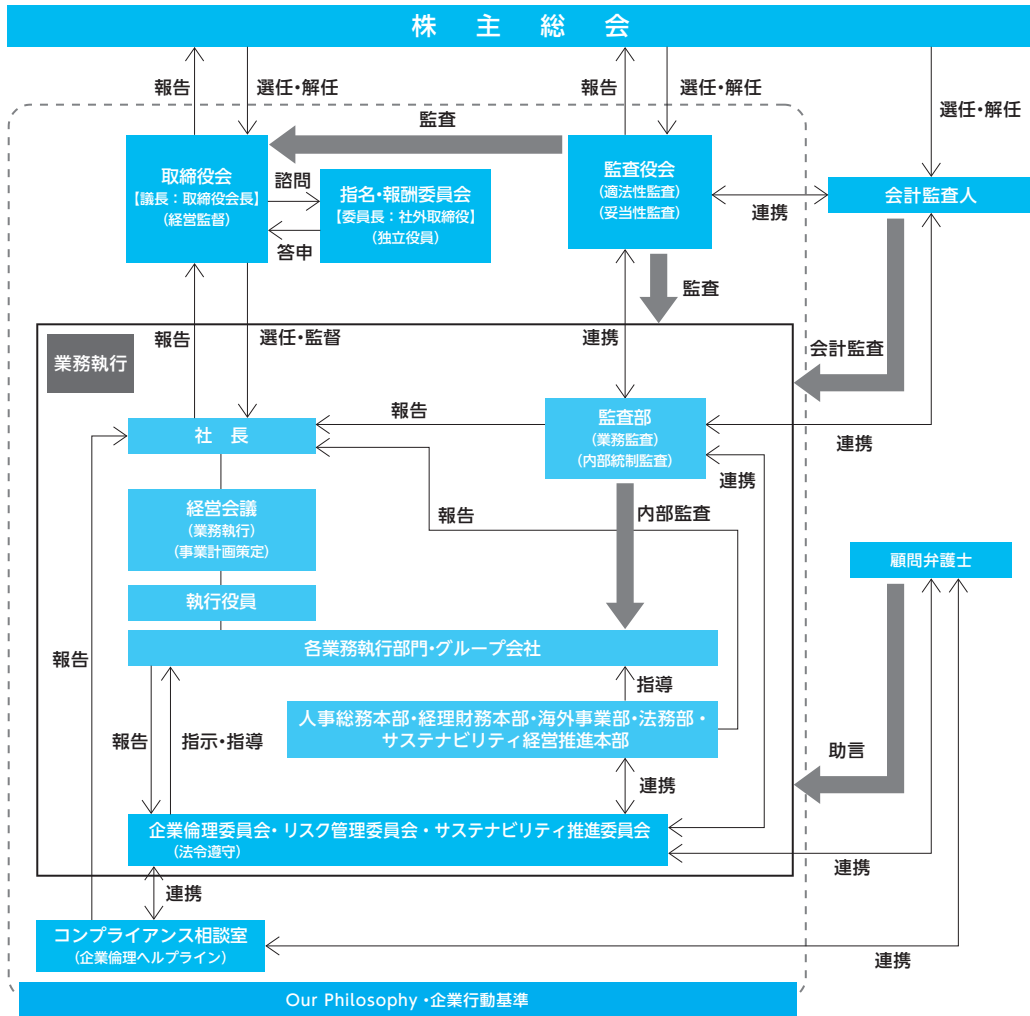 株 主 総 会
報告
選任・解任
報告
選任・解任
選任・解任
監査
取締役会
【議長：取締役会長】
（経営監督）
諮問
答申
指名・報酬委員会
【委員長：社外取締役】
（独立役員）
監査役会
（適法性監査）
（妥当性監査）
連携
会計監査人
監査
報告
選任・監督
連携
会計監査
業務執行
社 長
報告
監査部
（業務監査）
（内部統制監査）
連携
連携
経営会議
（業務執行）
（事業計画策定）
報告
内部監査
顧問弁護士
執行役員
各業務執行部門・グループ会社
報告
指導
人事総務本部・経理財務本部・海外事業部・法務部・
サステナビリティ経営推進本部
報告
指示・指導
助言
連携
企業倫理委員会・リスク管理委員会・サステナビリティ推進委員会
（法令遵守）
連携
連携
コンプライアンス相談室
（企業倫理ヘルプライン）
連携
Our Philosophy・企業行動基準